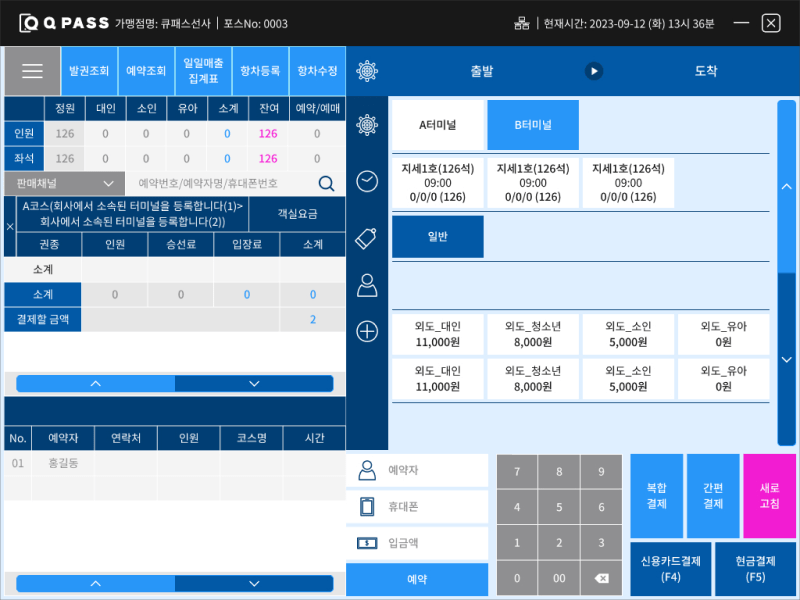 Q PASS 가맹점명: 큐패스선사 | 포스No: 0003
현재시간: 2023-09-12 (화) 13시 36분
발권조회
예약조회
일일매출
집계표
항차등록
항차수정
출발
도착
정원
대인
소인
유아
소계
잔여
예약/예매
인원
126
0
0
0
0
126
0
좌석
126
0
0
0
0
126
0
판매채널
예약번호/예약자명/휴대폰번호
A코스(회사에서 소속된 터미널을 등록합니다(1)>
회사에서 소속된 터미널을 등록합니다(2))
객실요금
권종
인원
승선료
입장료
소계
소계
소계
0
0
0
0
결제할 금액
2
No.
예약자
연락처
인원
코스명
시간
01
홍길동
A터미널
B터미널
지세1호(126석)
09:00
0/0/0 (126)
지세1호(126석)
09:00
0/0/0 (126)
지세1호(126석)
09:00
0/0/0 (126)
일반
외도_대인
11,000원
외도_청소년
8,000원
외도_소인
5,000원
외도_유아
0원
외도_대인
11,000원
외도_청소년
8,000원
외도_소인
5,000원
외도_유아
0원
예약자
휴대폰
입금액
예약
7
8
9
4
5
6
1
2
3
0
00
복합
결제
간편
결제
새로
고침
신용카드결제
(F4)
현금결제
(F5)